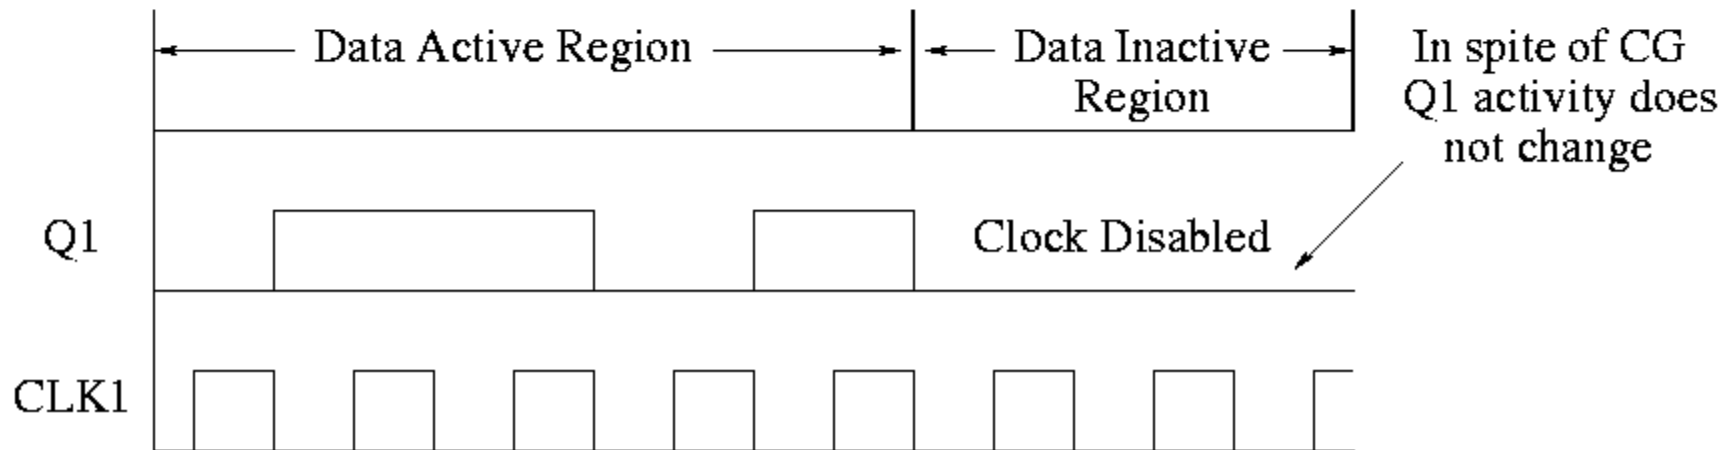 Data Active Region
Data Inactive
Region
In spite of CG
Q1 activity does
not change
Q1
Clock Disabled
CLK1